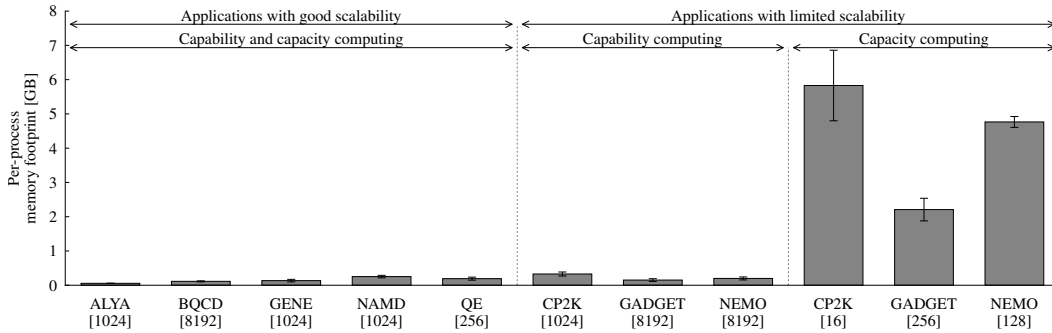 Applications with good scalability
Applications with limited scalability
Capability and capacity computing
Capability computing
Capacity computing
Per-process
memory footprint [GB]
8
7
6
5
4
3
2
1
0
ALYA BQCD GENE NAMD QE CP2K GADGET NEMO CP2K GADGET NEMO
[1024] [8192] [1024] [1024] [256] [1024] [8192] [8192] [16] [256] [128]